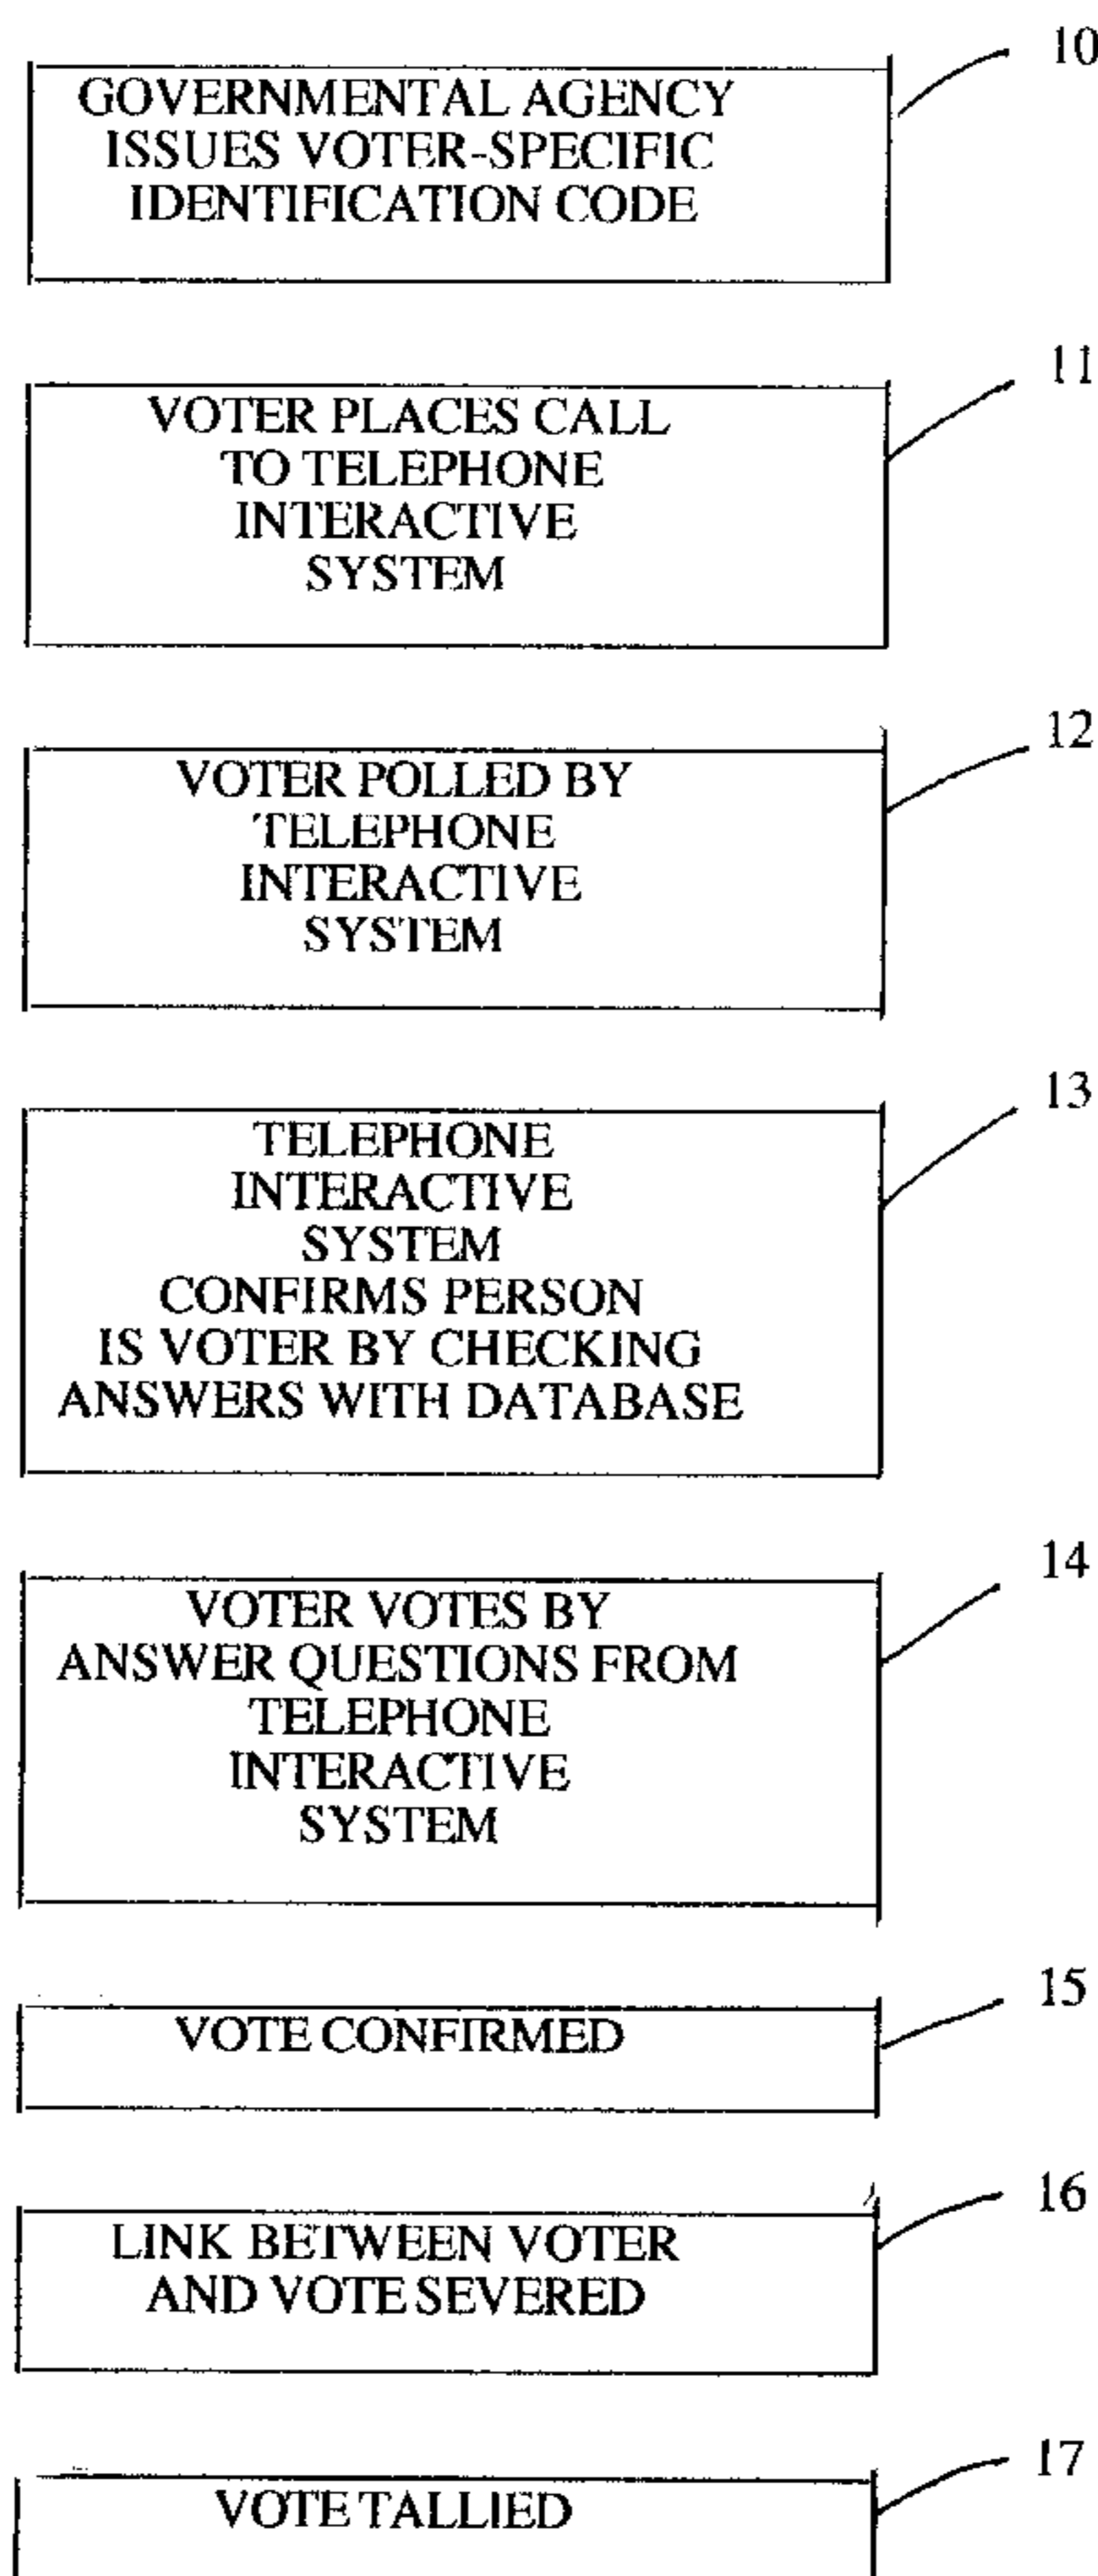 10
GOVERNMENTAL AGENCY
ISSUES VOTER-SPECIFIC
IDENTIFICATION CODE
11
VOTER PLACES CALL
TO TELEPHONE
INTERACTIVE
SYSTEM
12
VOTER POLLED BY
TELEPHONE
INTERACTIVE
SYSTEM
13
TELEPHONE
INTERACTIVE
SYSTEM
CONFIRMS PERSON
IS VOTER BY CHECKING
ANSWERS WITH DATABASE
14
VOTER VOTES BY
ANSWER QUESTIONS FROM
TELEPHONE
INTERACTIVE
SYSTEM
15
VOTE CONFIRMED
16
LINK BETWEEN VOTER
AND VOTE SEVERED
17
VOTE TALLIED